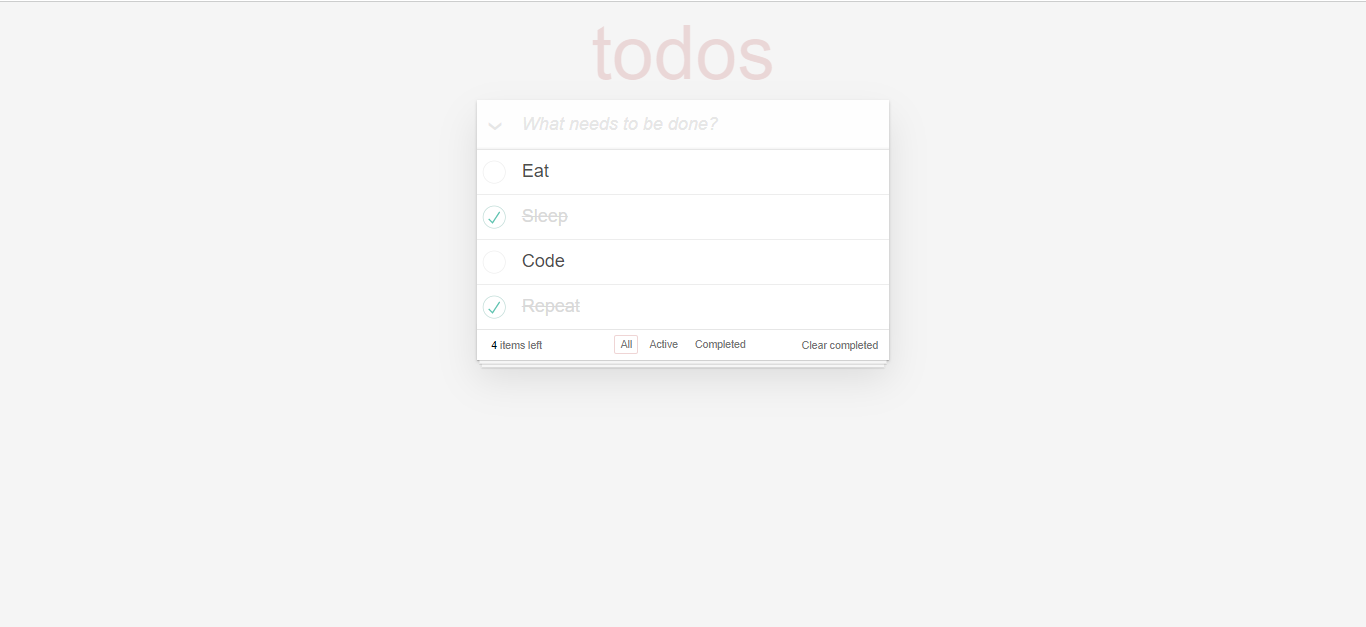 todos
What needs to be done?
Eat
Sleep
Code
Repeat
4 items left All Active Completed Clear completed